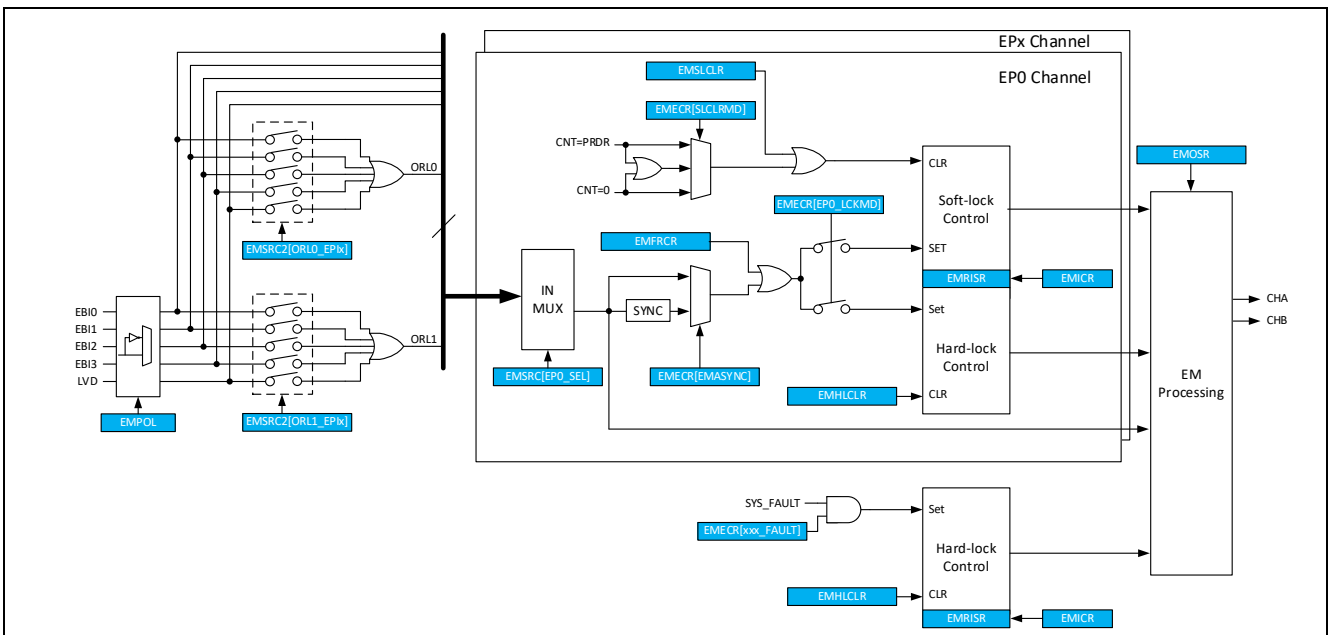 EPx Channel
EP0 Channel
EMSLCLR
EMECR[SLCLRMD]
CNT=PRDR
CNT=0
ORL0
EMSRC2[ORL0_EPIx]
CLR
Soft-lock
Control
EMOSR
EMECR[EP0_LCKMD]
EMFRCR
SET
EMRISR
EMICR
IN
MUX
SYNC
Set
Hard-lock
Control
EBI0
EBI1
EBI2
EBI3
LVD
ORL1
EMPOL
EMSRC2[ORL1_EPIx]
EMSRC[EP0_SEL]
EMECR[EMASYNC]
EMHLCLR
CLR
CHA
CHB
EM
Processing
SYS_FAULT
EMECR[xxx_FAULT]
Set
Hard-lock
Control
EMHLCLR
CLR
EMRISR
EMICR